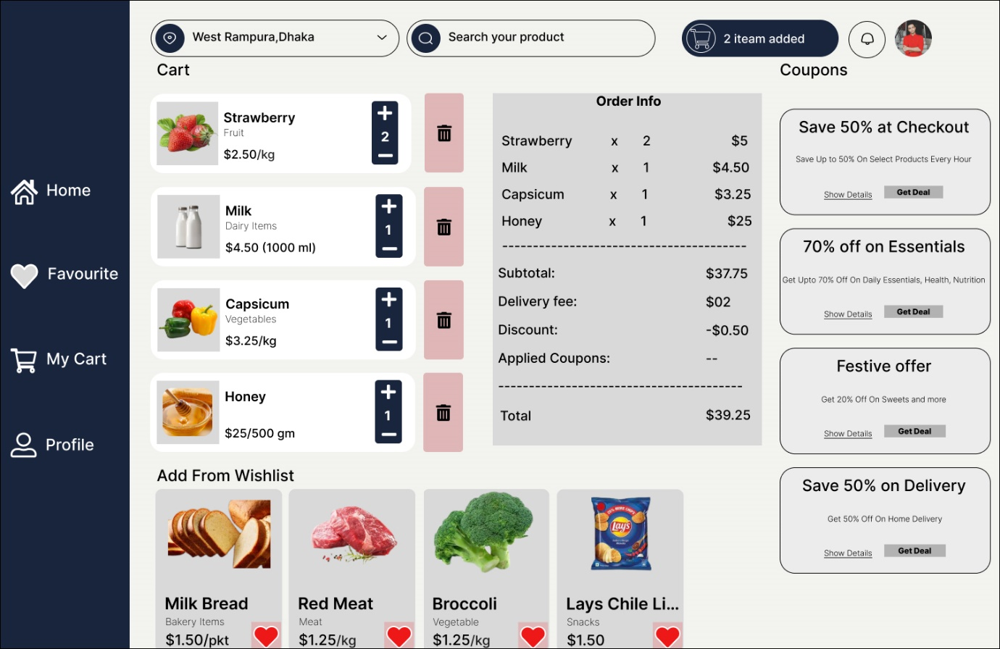 West Rampura,Dhaka
Search your product
2 iteam added
Cart
Coupons
Home
Favourite
My Cart
Profile
Strawberry
Fruit
$2.50/kg
2
Milk
Dairy Items
$4.50 (1000 ml)
1
Capsicum
Vegetables
$3.25/kg
1
Honey
$25/500 gm
1
Order Info
Strawberry x 2 $5
Milk x 1 $4.50
Capsicum x 1 $3.25
Honey x 1 $25
-----------------------------------------
Subtotal: $37.75
Delivery fee: $02
Discount: -$0.50
Applied Coupons: --
-----------------------------------------
Total $39.25
Save 50% at Checkout
Save Up to 50% On Select Products Every Hour
Show Details Get Deal
70% off on Essentials
Get Upto 70% Off On Daily Essentials, Health, Nutrition
Show Details Get Deal
Festive offer
Get 20% Off On Sweets and more
Show Details Get Deal
Save 50% on Delivery
Get 50% Off On Home Delivery
Show Details Get Deal
Add From Wishlist
Milk Bread
Bakery Items
$1.50/pkt
Red Meat
Meat
$1.25/kg
Broccoli
Vegetable
$1.25/kg
Lays
Lays Chile Li...
Snacks
$1.50